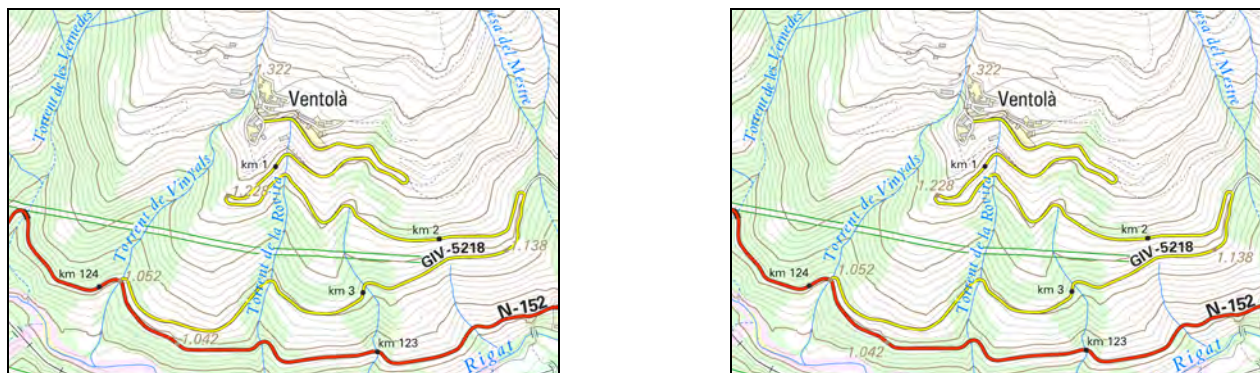 Torrent de les Vernedes
322
esa del Mestre
Ventolà
km 1
1.228
Torrent de Vinyals
Torrent de la Rovira
km 2
GIV-5218
1.138
km 124
1.052
km 3
N-152
1.042
km 123
Rigat
Torrent de les Vernedes
1.322
esa del Mestre
Ventolà
km 1
1.228
Torrent de Vinyals
Torrent de la Rovira
km 2
GIV-5218
1.138
km 124
1.052
km 3
N-152
1.042
km 123
Rigat